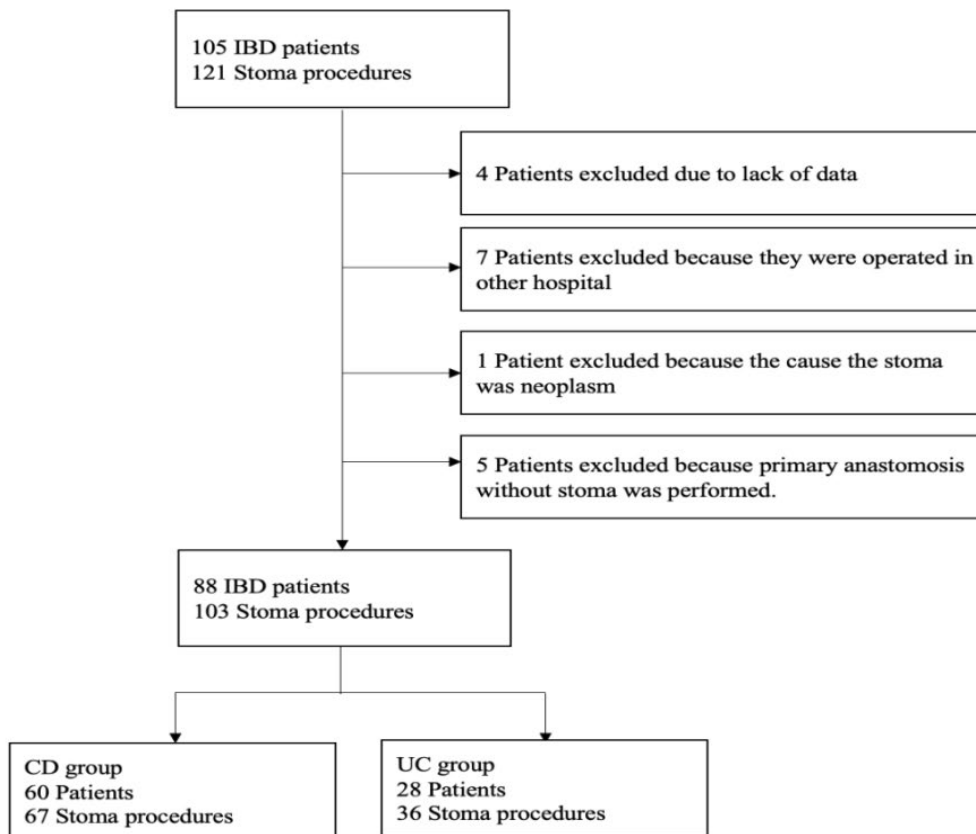 105 IBD patients
121 Stoma procedures
4 Patients excluded due to lack of data
7 Patients excluded because they were operated in
other hospital
1 Patient excluded because the cause the stoma
was neoplasm
5 Patients excluded because primary anastomosis
without stoma was performed.
88 IBD patients
103 Stoma procedures
CD group
60 Patients
67 Stoma procedures
UC group
28 Patients
36 Stoma procedures